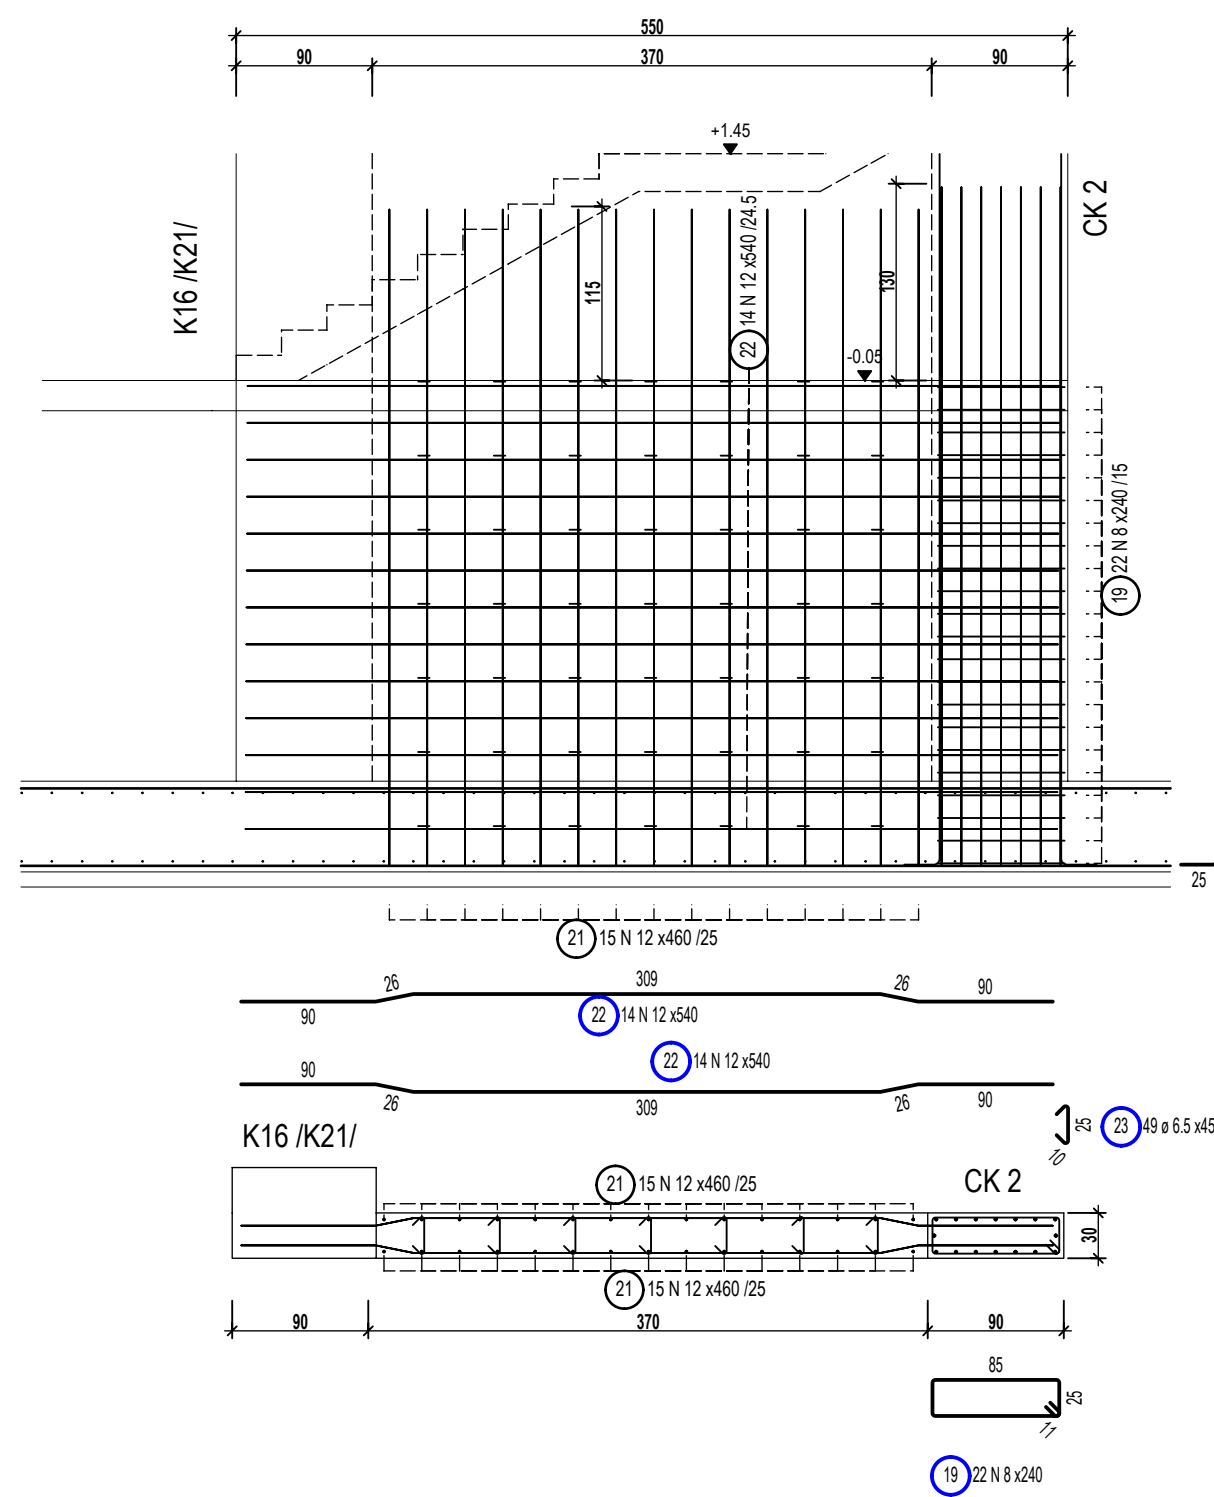 550
90 370 90
+1.45
K16 /K21/
CK 2
115
22 14 N 12 x540 /24.5
130
-0.05
19 22 N 8 x240 /15
25
21 15 N 12 x460 /25
26 309 26 90
90
22 14 N 12 x540
22 14 N 12 x540
90
26 309 26 90
25
10
23 49 ø 6.5 x45
K16 /K21/
CK 2
21 15 N 12 x460 /25
30
21 15 N 12 x460 /25
90 370 90
85
25
11
19 22 N 8 x240